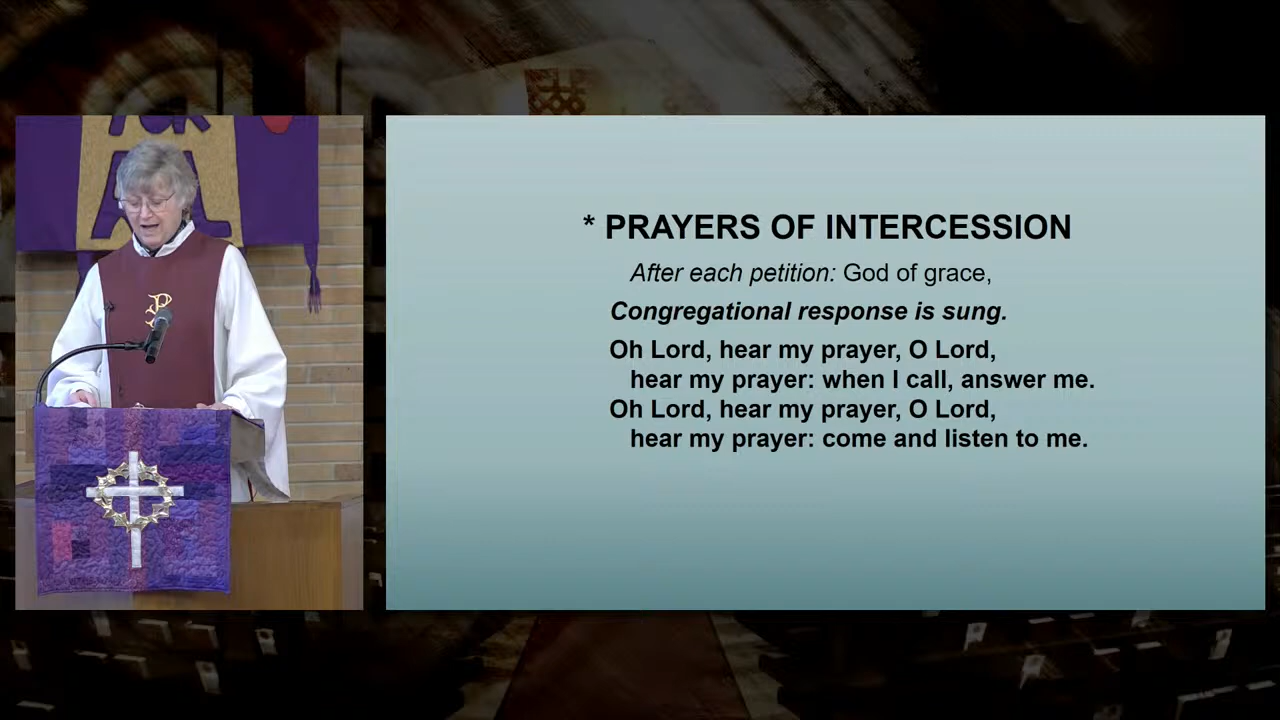 FOR
ALL
* PRAYERS OF INTERCESSION
After each petition: God of grace,
Congregational response is sung.
Oh Lord, hear my prayer, O Lord,
hear my prayer: when I call, answer me.
Oh Lord, hear my prayer, O Lord,
hear my prayer: come and listen to me.